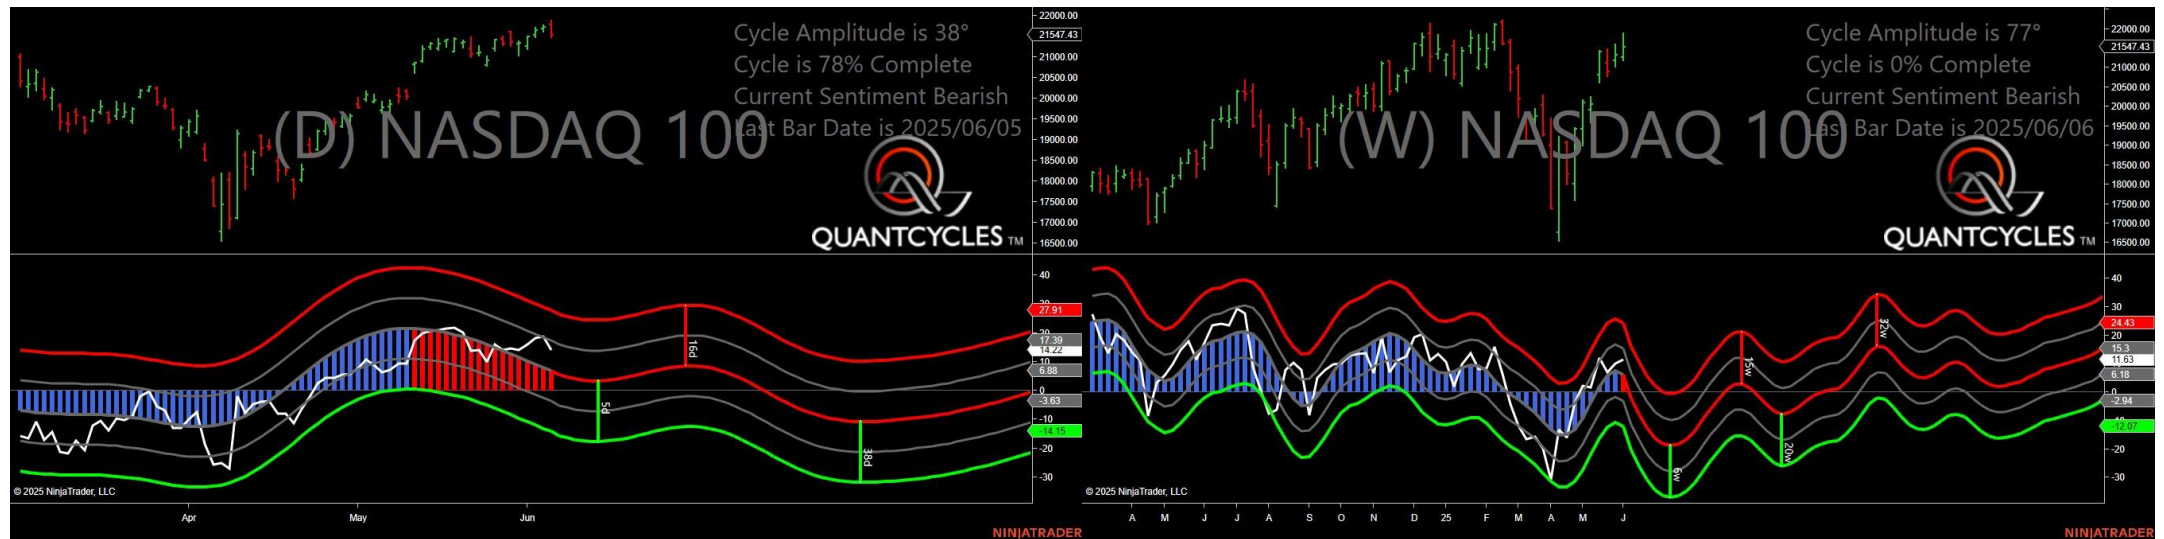 Cycle Amplitude is 38°
Cycle is 78% Complete
Current Sentiment Bearish
Last Bar Date is 2025/06/05
(D) NASDAQ 100
QUANTCYCLES TM
22000.00
21547.43
21000.00
20500.00
20000.00
19500.00
19000.00
18500.00
18000.00
17500.00
17000.00
16500.00
40
27.91
20
17.39
14.22
10
6.88
0
-3.63
-10
-14.15
-20
-30
16d
5d
38d
© 2025 NinjaTrader, LLC
Apr May Jun
NINJATRADER
Cycle Amplitude is 77°
Cycle is 0% Complete
Current Sentiment Bearish
Last Bar Date is 2025/06/06
(W) NASDAQ 100
QUANTCYCLES TM
22000.00
21547.43
21000.00
20500.00
20000.00
19500.00
19000.00
18500.00
18000.00
17500.00
17000.00
16500.00
40
30
24.43
15.3
11.63
6.18
0
-2.94
-12.07
-20
-30
32w
15w
20w
6w
© 2025 NinjaTrader, LLC
A M J J A S O N D 25 F M A M J
NINJATRADER